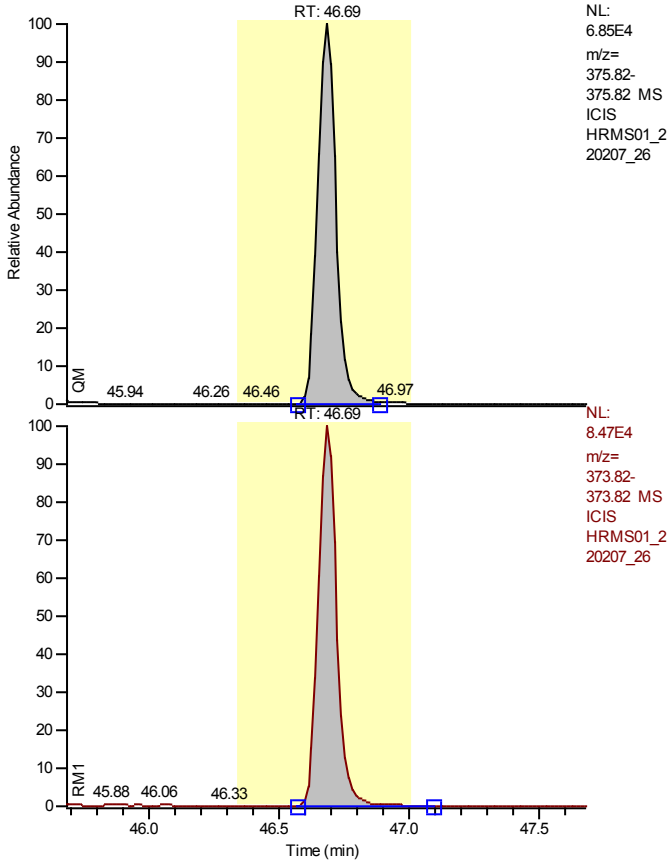 RT: 46.69
NL:
6.85E4
m/z=
375.82-
375.82 MS
ICIS
HRMS01_2
20207_26
100
90
80
70
60
50
40
30
20
10
0
Relative Abundance
QM
45.94 46.26 46.46 46.97
RT: 46.69
NL:
8.47E4
m/z=
373.82-
373.82 MS
ICIS
HRMS01_2
20207_26
100
90
80
70
60
50
40
30
20
10
0
RM1
45.88 46.06 46.33
46.0 46.5 47.0 47.5
Time (min)